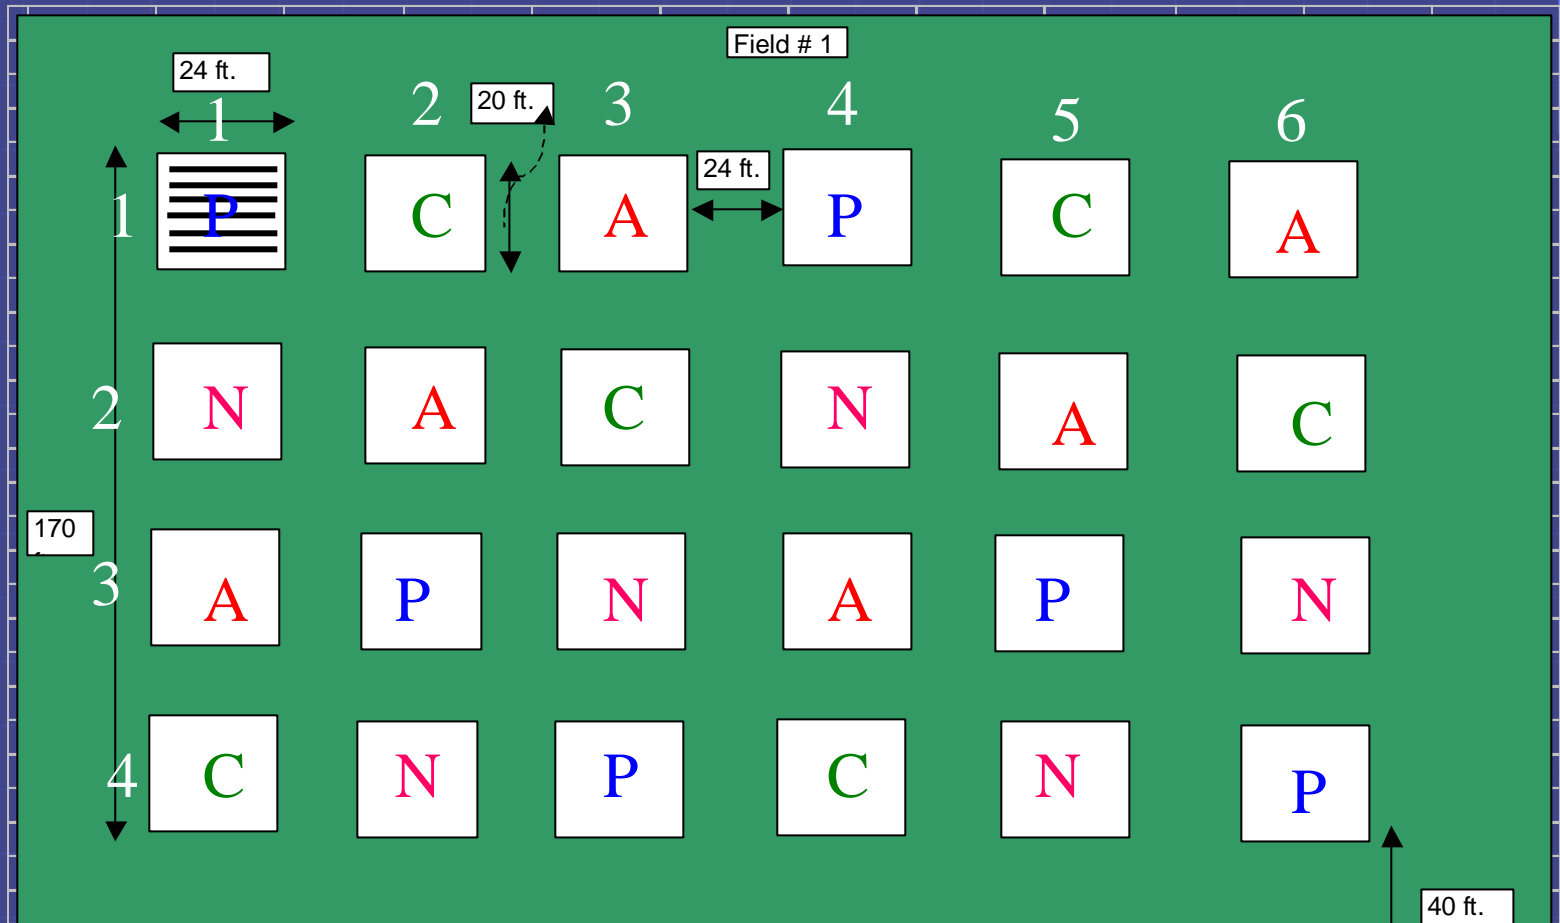 Field # 1
24 ft.
20 ft.
1 2 3 4 5 6
24 ft.
1 P C A P C A
2 N A C N A C
170
3 A P N A P N
4 C N P C N P
40 ft.